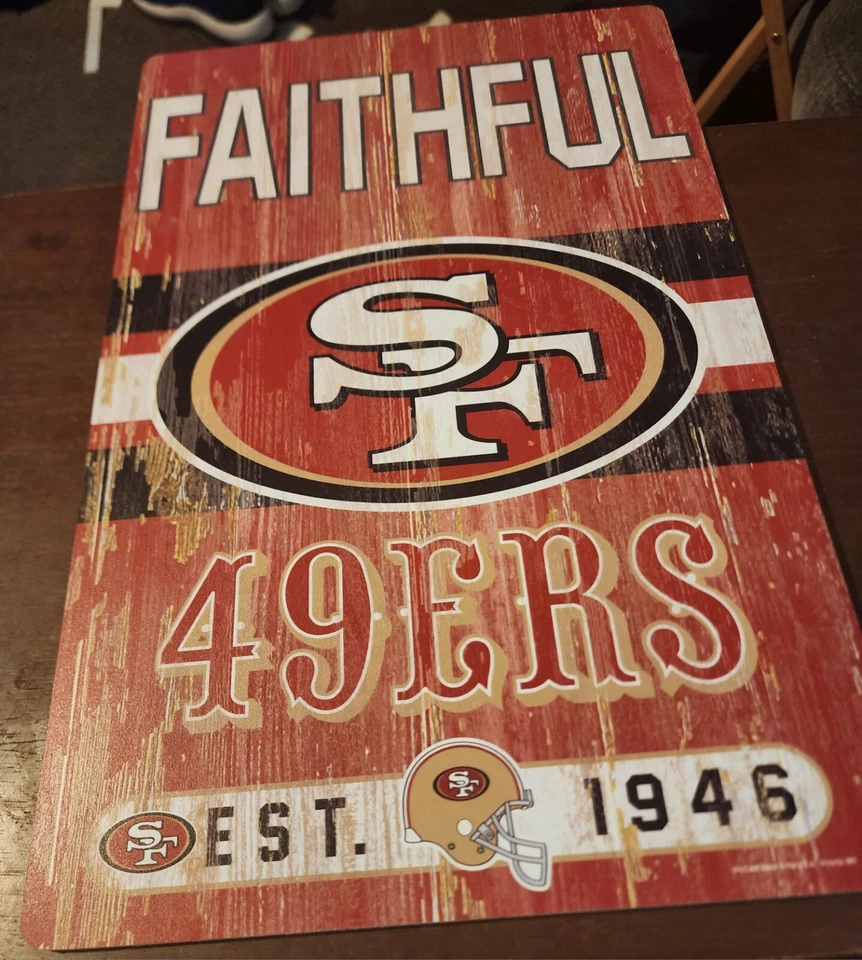 FAITHFUL
SF
49ERS
SF
SF EST. 1946